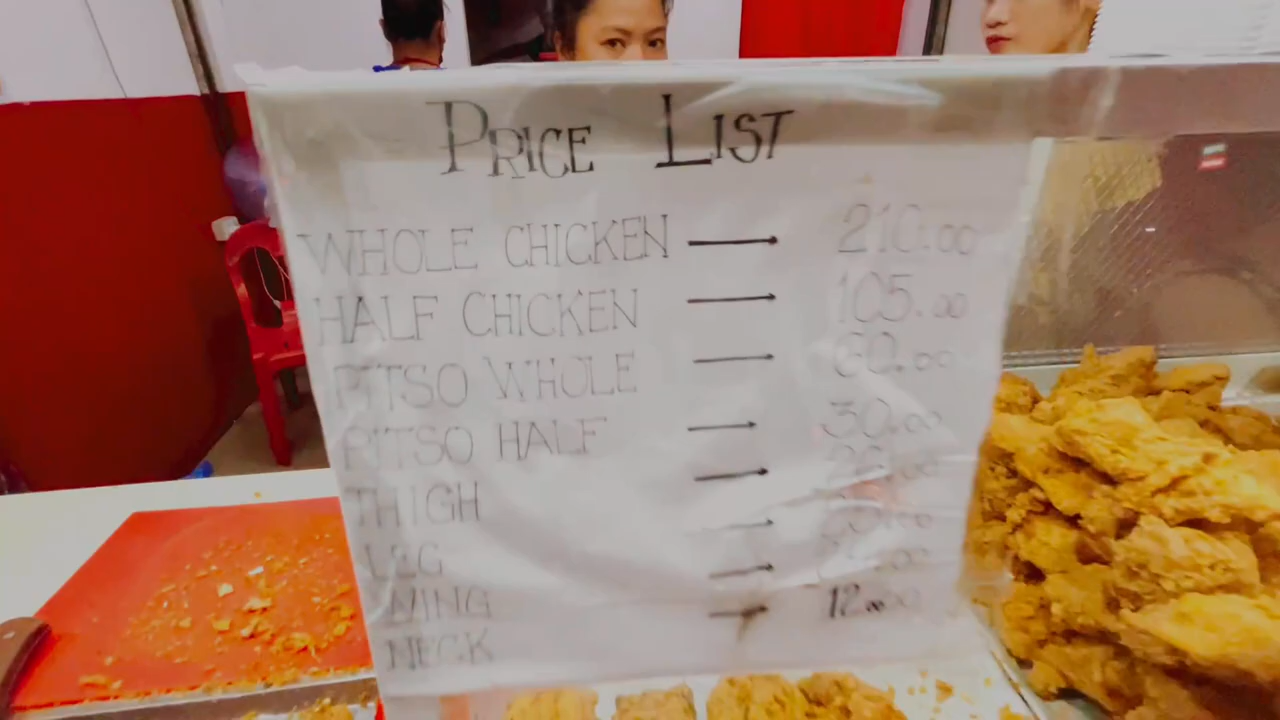 PRICE LIST
WHOLE CHICKEN 210.00
HALF CHICKEN 105.00
PITSO WHOLE 60.00
PITSO HALF 30.00
THIGH
LEG
WING
NECK 12.00